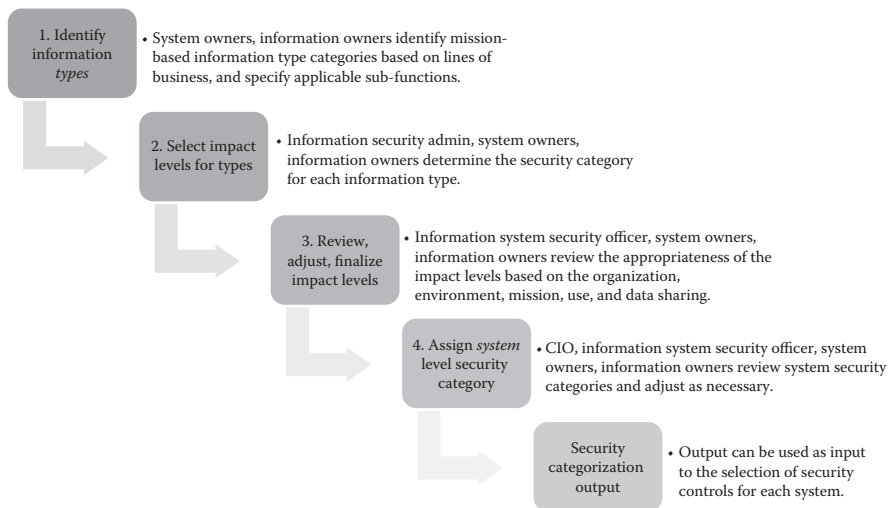 1. Identify
information
types
• System owners, information owners identify mission-
based information type categories based on lines of
business, and specify applicable sub-functions.
2. Select impact
levels for types
• Information security admin, system owners,
information owners determine the security category
for each information type.
3. Review,
adjust, finalize
impact levels
• Information system security officer, system owners,
information owners review the appropriateness of the
impact levels based on the organization,
environment, mission, use, and data sharing.
4. Assign system
level security
category
• CIO, information system security officer, system
owners, information owners review system security
categories and adjust as necessary.
Security
categorization
output
• Output can be used as input
to the selection of security
controls for each system.